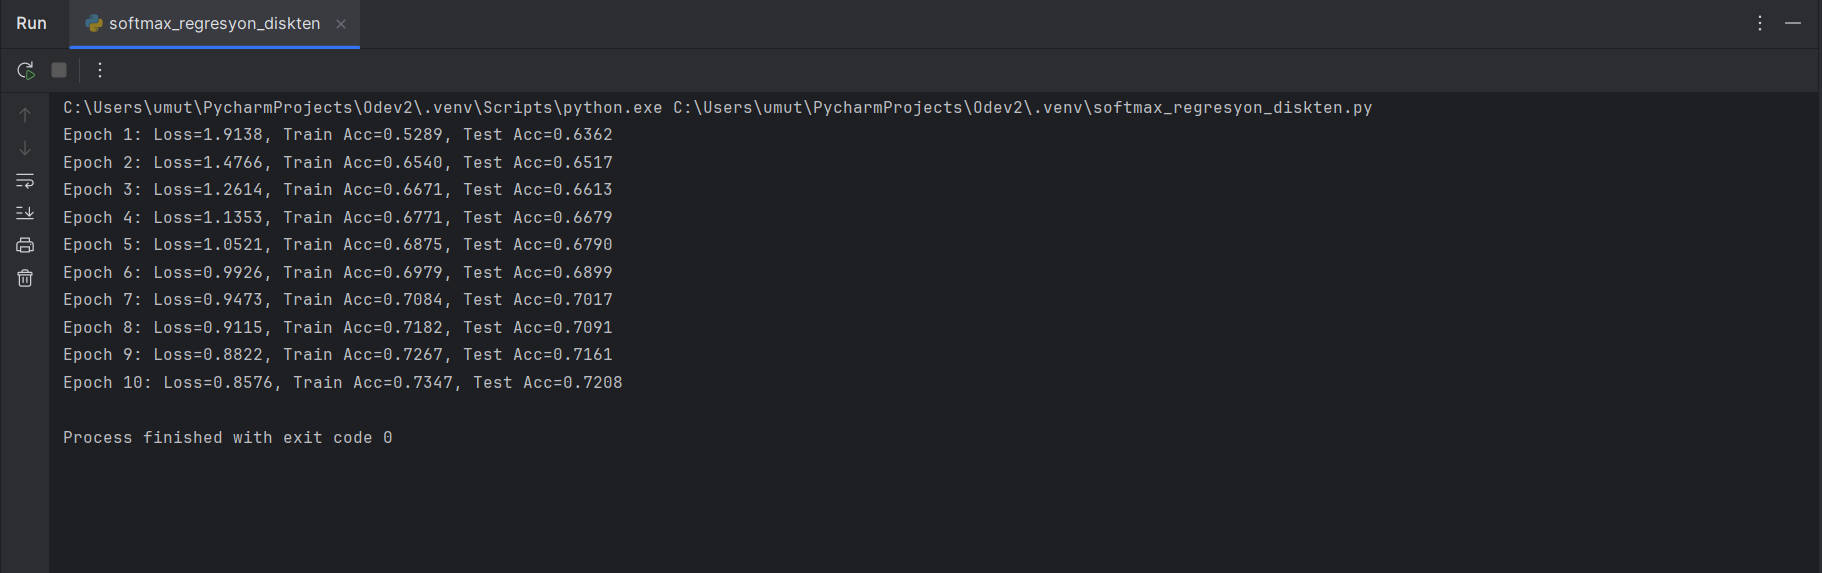 Run
softmax_regresyon_diskten
C:\Users\umut\PycharmProjects\Odev2\.venv\Scripts\python.exe C:\Users\umut\PycharmProjects\Odev2\.venv\softmax_regresyon_diskten.py
Epoch 1: Loss=1.9138, Train Acc=0.5289, Test Acc=0.6362
Epoch 2: Loss=1.4766, Train Acc=0.6540, Test Acc=0.6517
Epoch 3: Loss=1.2614, Train Acc=0.6671, Test Acc=0.6613
Epoch 4: Loss=1.1353, Train Acc=0.6771, Test Acc=0.6679
Epoch 5: Loss=1.0521, Train Acc=0.6875, Test Acc=0.6790
Epoch 6: Loss=0.9926, Train Acc=0.6979, Test Acc=0.6899
Epoch 7: Loss=0.9473, Train Acc=0.7084, Test Acc=0.7017
Epoch 8: Loss=0.9115, Train Acc=0.7182, Test Acc=0.7091
Epoch 9: Loss=0.8822, Train Acc=0.7267, Test Acc=0.7161
Epoch 10: Loss=0.8576, Train Acc=0.7347, Test Acc=0.7208
Process finished with exit code 0